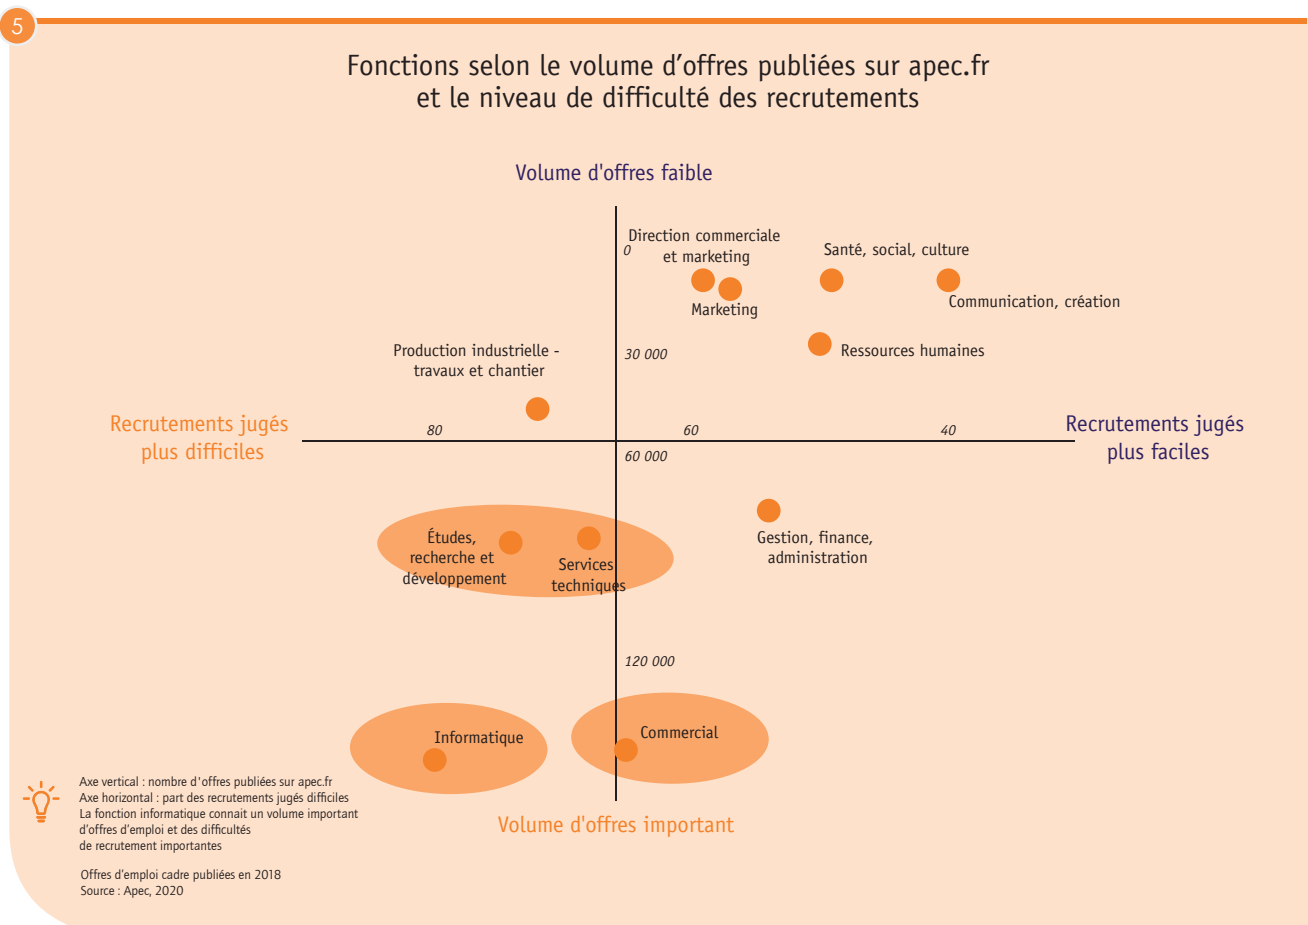 5
Fonctions selon le volume d’offres publiées sur apec.fr
et le niveau de difficulté des recrutements
Volume d'offres faible
Direction commerciale
et marketing
0
Santé, social, culture
Marketing
Communication, création
Production industrielle -
travaux et chantier
30 000
Ressources humaines
Recrutements jugés
plus difficiles
80
60
40
Recrutements jugés
plus faciles
60 000
Études,
recherche et
développement
Services
techniques
Gestion, finance,
administration
120 000
Informatique
Commercial
Axe vertical : nombre d'offres publiées sur apec.fr
Axe horizontal : part des recrutements jugés difficiles
La fonction informatique connait un volume important
d’offres d’emploi et des difficultés
de recrutement importantes
Volume d'offres important
Offres d’emploi cadre publiées en 2018
Source : Apec, 2020